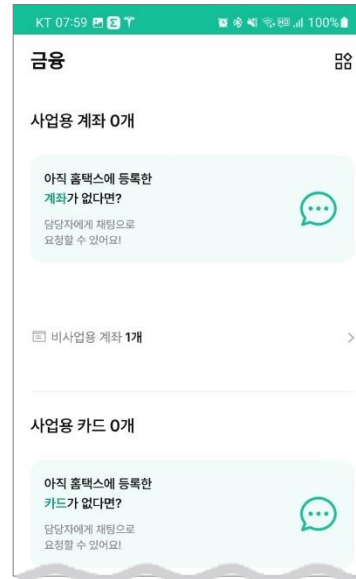 KT 07:59
100%
금융
사업용 계좌 0개
아직 홈택스에 등록한
계좌가 없다면?
담당자에게 채팅으로
요청할 수 있어요!
비사업용 계좌 1개
사업용 카드 0개
아직 홈택스에 등록한
카드가 없다면?
담당자에게 채팅으로
요청할 수 있어요!